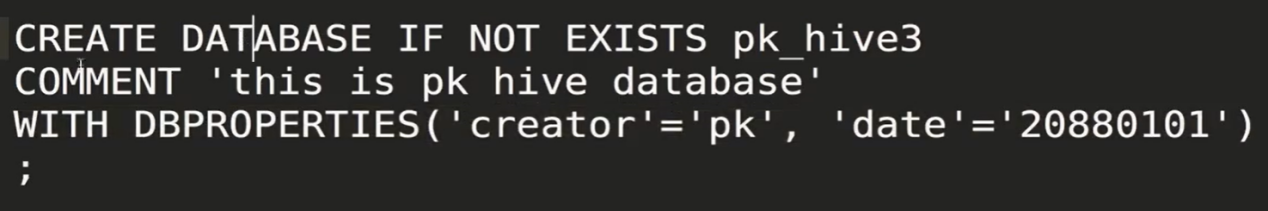 CREATE DATABASE IF NOT EXISTS pk_hive3
COMMENT 'this is pk hive database'
WITH DBPROPERTIES('creator'='pk', 'date'='20880101')
;